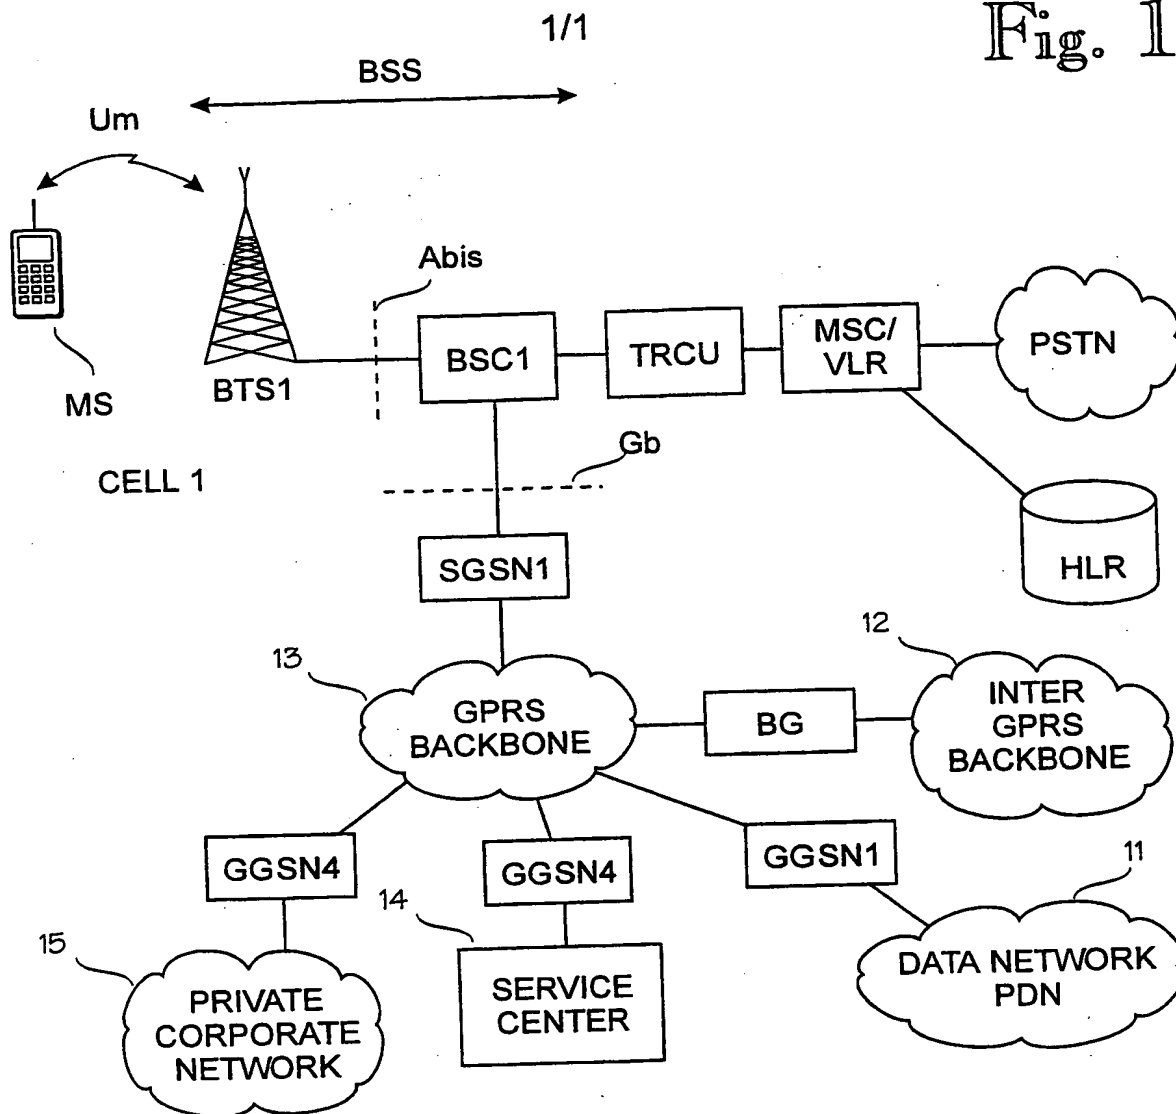 1/1
Fig. 1
BSS
Um
Abis
BSC1
TRCU
MSC/
VLR
PSTN
BTS1
MS
Gb
CELL 1
SGSN1
HLR
13
12
GPRS
BACKBONE
BG
INTER
GPRS
BACKBONE
GGSN4
GGSN4
GGSN1
11
14
15
PRIVATE
CORPORATE
NETWORK
SERVICE
CENTER
DATA NETWORK
PDN